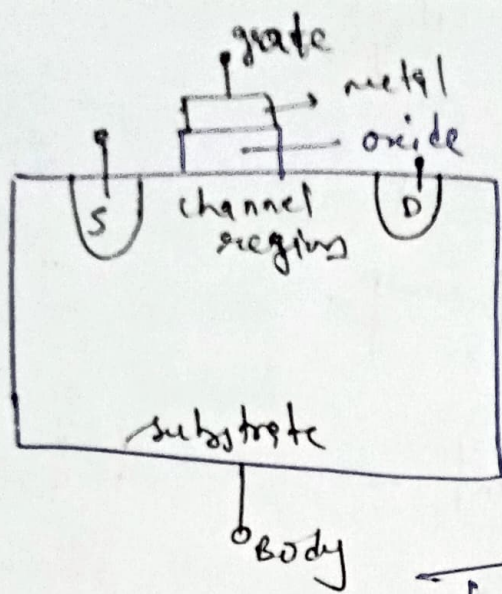 gate
metal
oxide
S
channel
region
D
substrate
Body